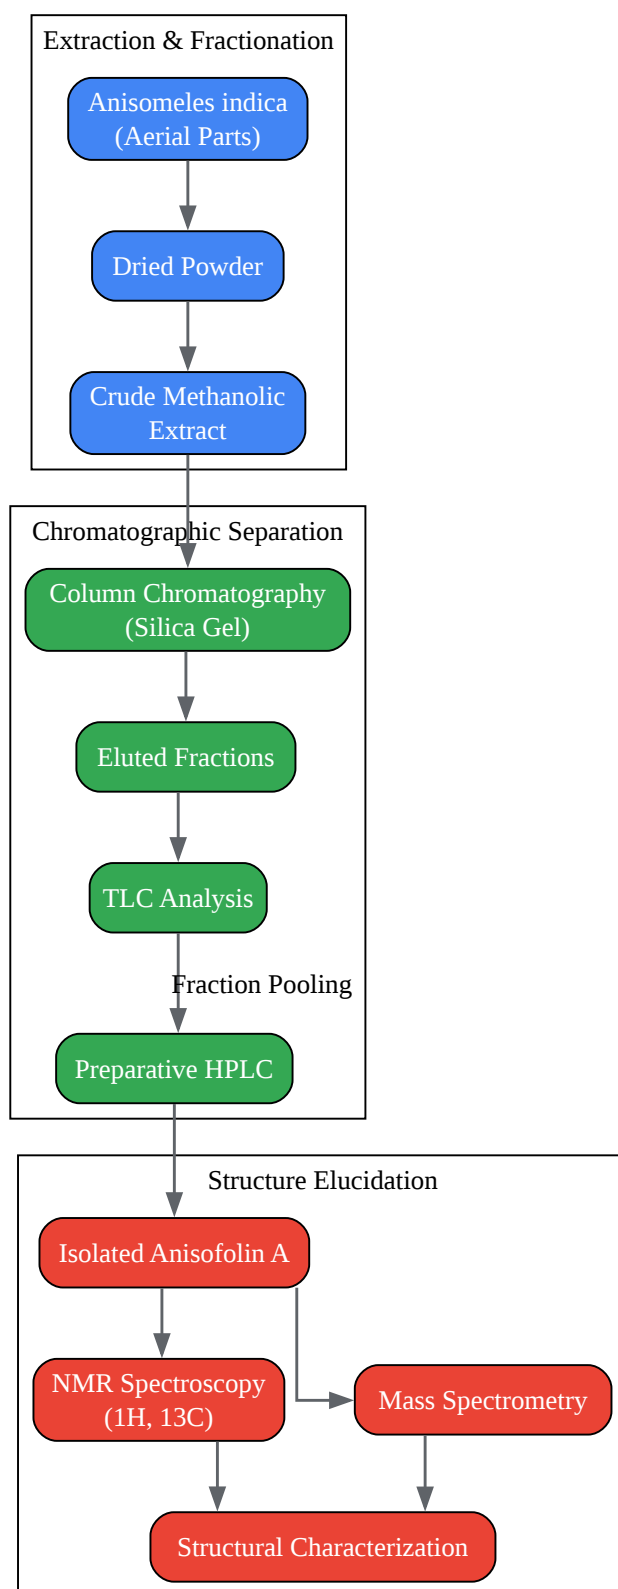 Extraction & Fractionation
Anisomeles indica
(Aerial Parts)
Dried Powder
Crude Methanolic
Extract
Chromatographic Separation
Column Chromatography
(Silica Gel)
Eluted Fractions
TLC Analysis
Fraction Pooling
Preparative HPLC
Structure Elucidation
Isolated Anisofolin A
NMR Spectroscopy
(1H, 13C)
Mass Spectrometry
Structural Characterization